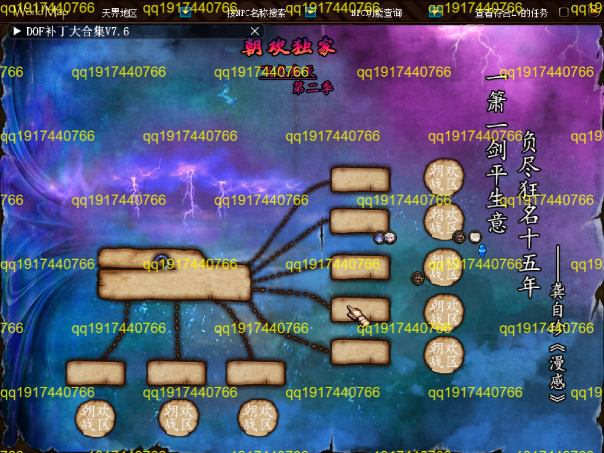 World Map
天界地区
按NPC名称搜索
NPC功能查询
查看符合Lv的任务
▶ DOF补丁大合集V7.6
朝欢独家
第二季
一箫一剑平生意
负尽狂名十五年
——龚自珍《漫感》
qq1917440766
朝欢战区
朝欢战区
朝欢战区
朝欢战区
朝欢战区
朝欢战区
朝欢战区
朝欢战区